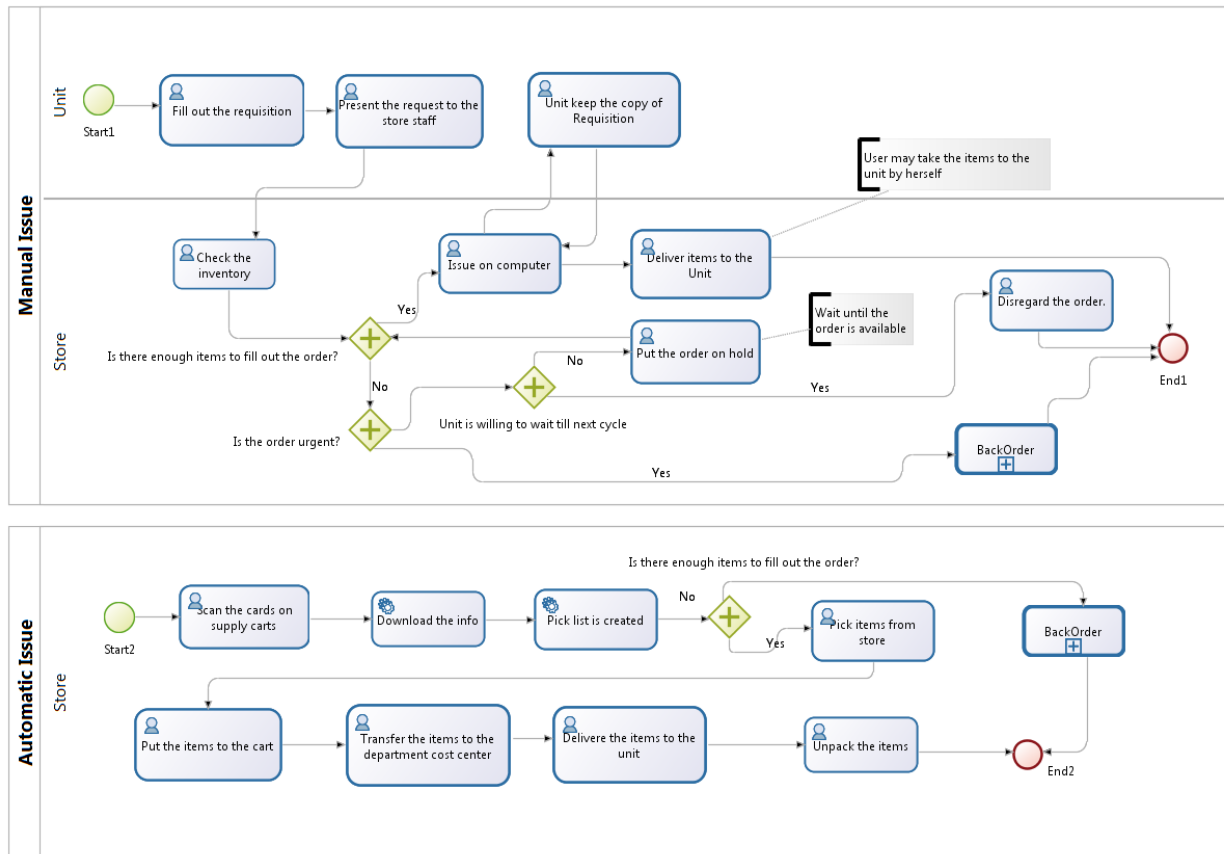 Manual Issue
Unit
Start1
Fill out the requisition
Present the request to the
store staff
Unit keep the copy of
Requisition
User may take the items to the
unit by herself
Store
Check the
inventory
Issue on computer
Deliver items to the
Unit
Disregard the order.
Yes
Wait until the
order is available
Is there enough items to fill out the order?
Put the order on hold
No
End1
No
Yes
Unit is willing to wait till next cycle
Is the order urgent?
BackOrder
Yes
Automatic Issue
Store
Is there enough items to fill out the order?
Start2
Scan the cards on
supply carts
Download the info
Pick list is created
No
Yes
Pick items from
store
BackOrder
Put the items to the cart
Transfer the items to the
department cost center
Delivere the items to the
unit
Unpack the items
End2